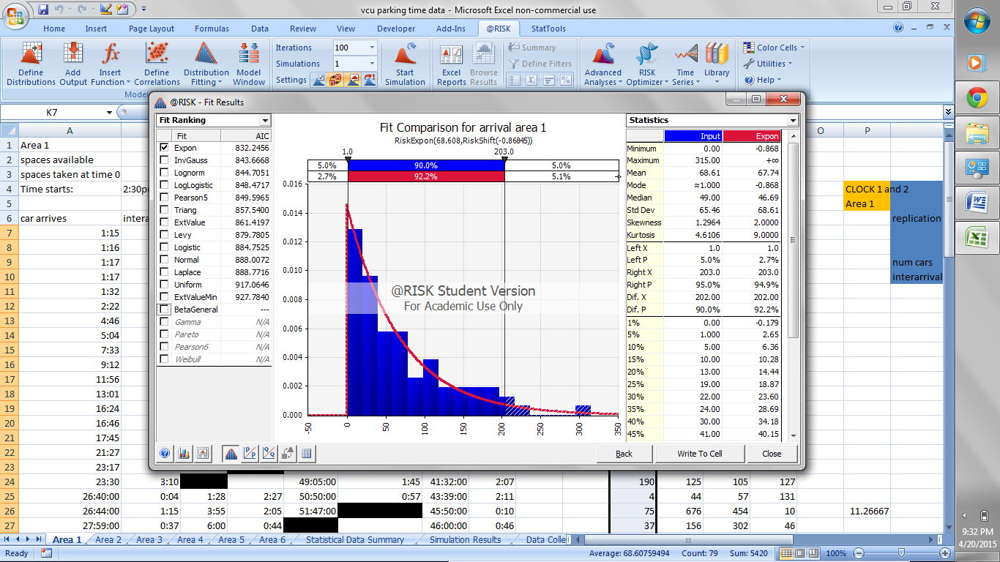 vcu parking time data - Microsoft Excel non-commercial use
Home Insert Page Layout Formulas Data Review View Developer Add-Ins @RISK StatTools
Define Distributions
Add Output
Insert Function
Define Correlations
Distribution Fitting
Model Window
Iterations 100
Simulations 1
Settings
Start Simulation
Excel Reports
Browse Results
Summary
Define Filters
Advanced Analyses
RISK Optimizer
Time Series
Library
Color Cells
Utilities
Help
Model
K7
A O P
1 Area 1
2 spaces available
3 spaces taken at time 0
4 Time starts: 2:30
5
6 car arrives intera
7 1:15
8 1:16
9 1:17
10 1:17
11 1:32
12 2:22
13 4:46
14 5:04
15 7:33
16 9:12
17 11:56
18 13:01
19 16:24
20 16:46
21 17:45
22 21:27
23 23:17
24 23:30 3:10 49:05:00 1:45 41:32:00 2:07 190 125 105 127
25 26:40:00 0:04 1:28 2:27 50:50:00 0:57 43:39:00 2:11 4 44 57 131
26 26:44:00 1:15 3:55 2:05 51:47:00 45:50:00 0:10 75 676 454 10 11.26667
27 27:59:00 0:37 6:00 0:44 46:00:00 0:46 37 156 302 46
CLOCK 1 and 2
Area 1
replication
num cars
interarrival
@RISK - Fit Results
Fit Ranking
Fit AIC
Expon 832.2456
InvGauss 843.6668
Lognorm 844.7051
LogLogistic 848.4717
Pearson5 849.5965
Triang 857.5400
ExtValue 861.4197
Levy 879.7805
Logistic 884.7525
Normal 888.0072
Laplace 888.7716
Uniform 917.0646
ExtValueMin 927.7840
BetaGeneral ---
Gamma N/A
Pareto N/A
Pearson6 N/A
Weibull N/A
Fit Comparison for arrival area 1
RiskExpon(68.608,RiskShift(-0.86845))
1.0 203.0
5.0% 90.0% 5.0%
2.7% 92.2% 5.1%
0.016
0.014
0.012
0.010
0.008
0.006
0.004
0.002
0.000
-50 0 50 100 150 200 250 300 350
@RISK Student Version
For Academic Use Only
Statistics
Input Expon
Minimum 0.00 -0.868
Maximum 315.00 +∞
Mean 68.61 67.74
Mode ≈1.000 -0.868
Median 49.00 46.69
Std Dev 65.46 68.61
Skewness 1.2964 2.0000
Kurtosis 4.6106 9.0000
Left X 1.0 1.0
Left P 5.0% 2.7%
Right X 203.0 203.0
Right P 95.0% 94.9%
Dif. X 202.00 202.00
Dif. P 90.0% 92.2%
1% 0.00 -0.179
5% 1.000 2.65
10% 5.00 6.36
15% 10.00 10.28
20% 13.00 14.44
25% 19.00 18.87
30% 22.00 23.60
35% 24.00 28.69
40% 30.00 34.18
45% 41.00 40.15
Back Write To Cell Close
Area 1 Area 2 Area 3 Area 4 Area 5 Area 6 Statistical Data Summary Simulation Results Data Colle
Ready Average: 68.60759494 Count: 79 Sum: 5420 100%
9:32 PM
4/20/2015